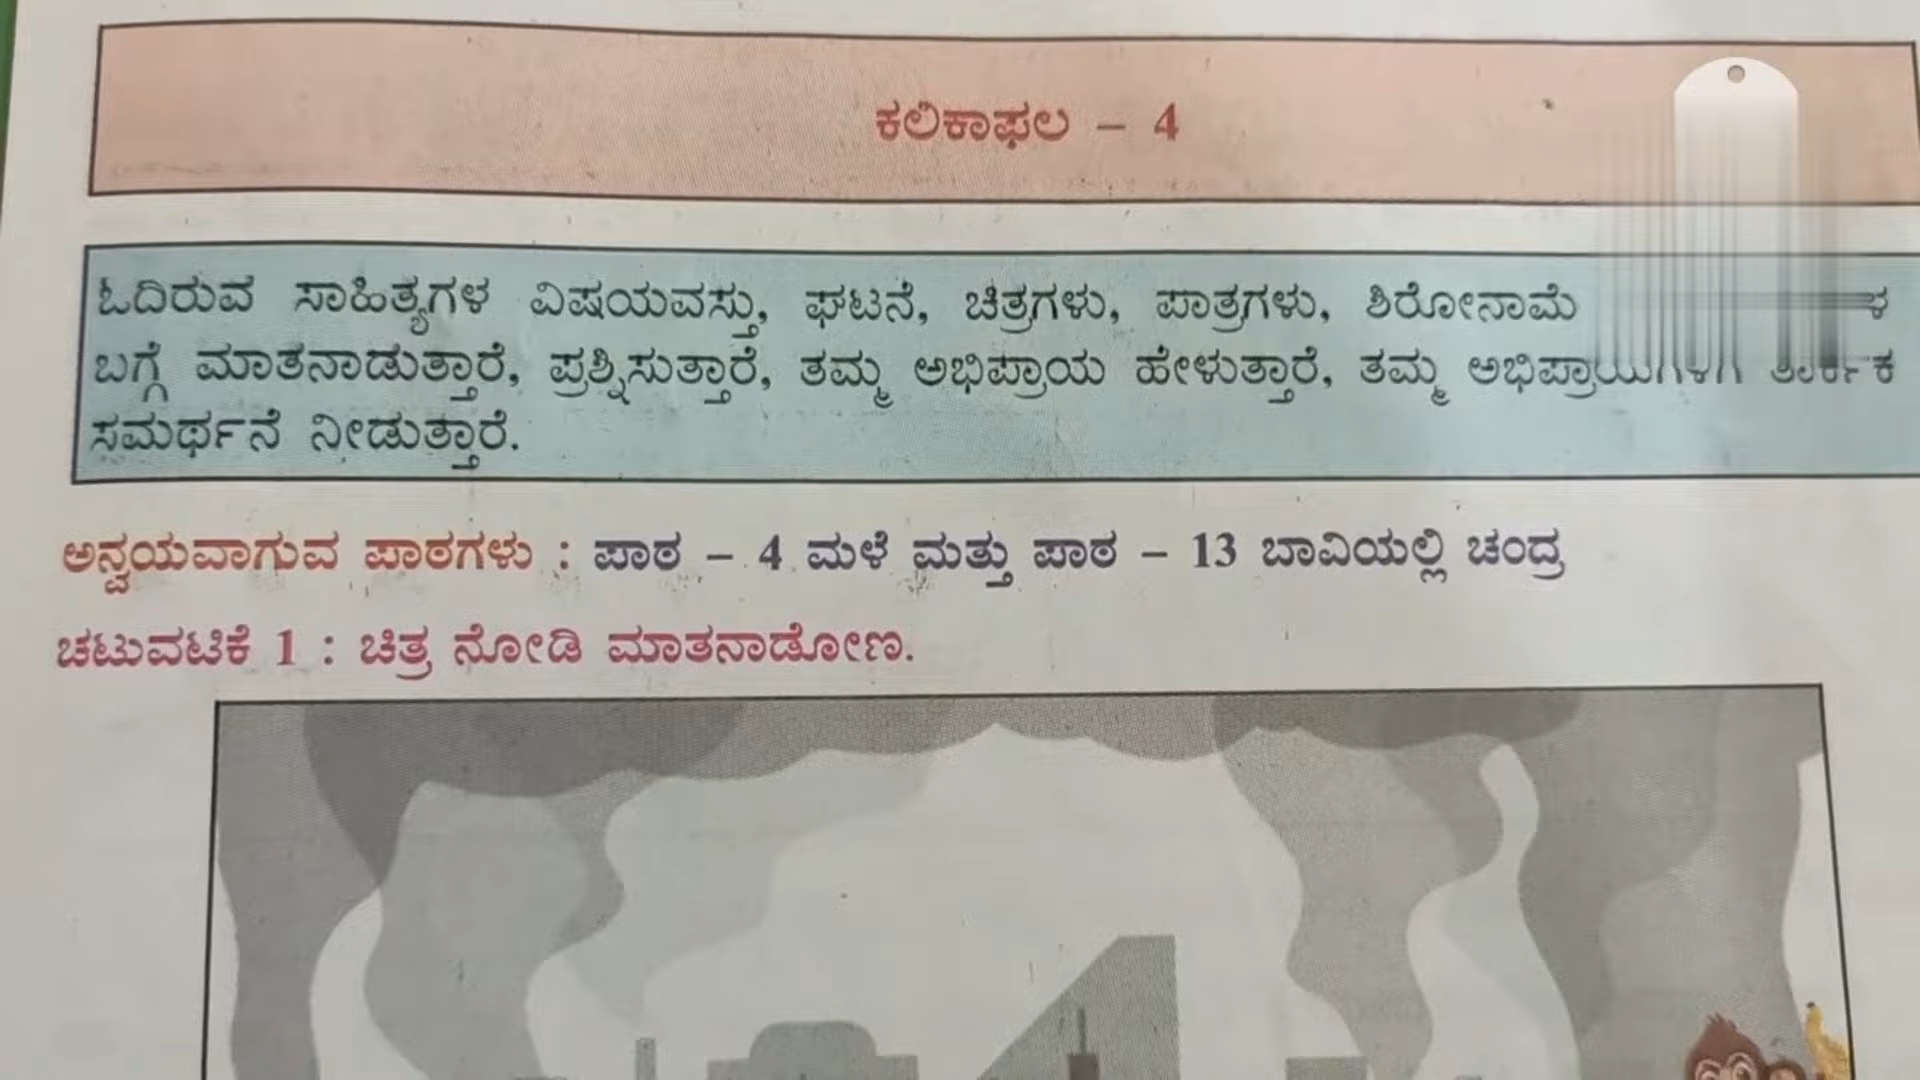 ಕಲಿಕಾಫಲ – 4
ಓದಿರುವ ಸಾಹಿತ್ಯಗಳ ವಿಷಯವಸ್ತು, ಘಟನೆ, ಚಿತ್ರಗಳು, ಪಾತ್ರಗಳು, ಶಿರೋನಾಮೆ
ಬಗ್ಗೆ ಮಾತನಾಡುತ್ತಾರೆ, ಪ್ರಶ್ನಿಸುತ್ತಾರೆ, ತಮ್ಮ ಅಭಿಪ್ರಾಯ ಹೇಳುತ್ತಾರೆ, ತಮ್ಮ
ಸಮರ್ಥನೆ ನೀಡುತ್ತಾರೆ.
ಅನ್ವಯವಾಗುವ ಪಾಠಗಳು : ಪಾಠ – 4 ಮಳೆ ಮತ್ತು ಪಾಠ – 13 ಬಾವಿಯಲ್ಲಿ ಚಂದ್ರ
ಚಟುವಟಿಕೆ 1 : ಚಿತ್ರ ನೋಡಿ ಮಾತನಾಡೋಣ.